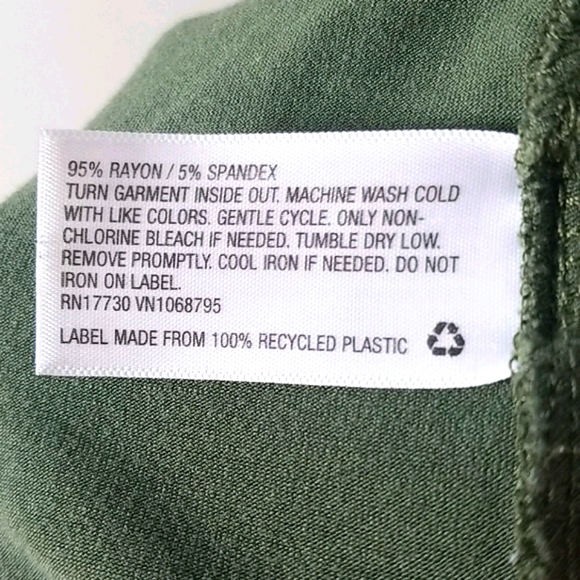 95% RAYON / 5% SPANDEX
TURN GARMENT INSIDE OUT. MACHINE WASH COLD
WITH LIKE COLORS. GENTLE CYCLE. ONLY NON-
CHLORINE BLEACH IF NEEDED. TUMBLE DRY LOW.
REMOVE PROMPTLY. COOL IRON IF NEEDED. DO NOT
IRON ON LABEL.
RN17730 VN1068795
LABEL MADE FROM 100% RECYCLED PLASTIC